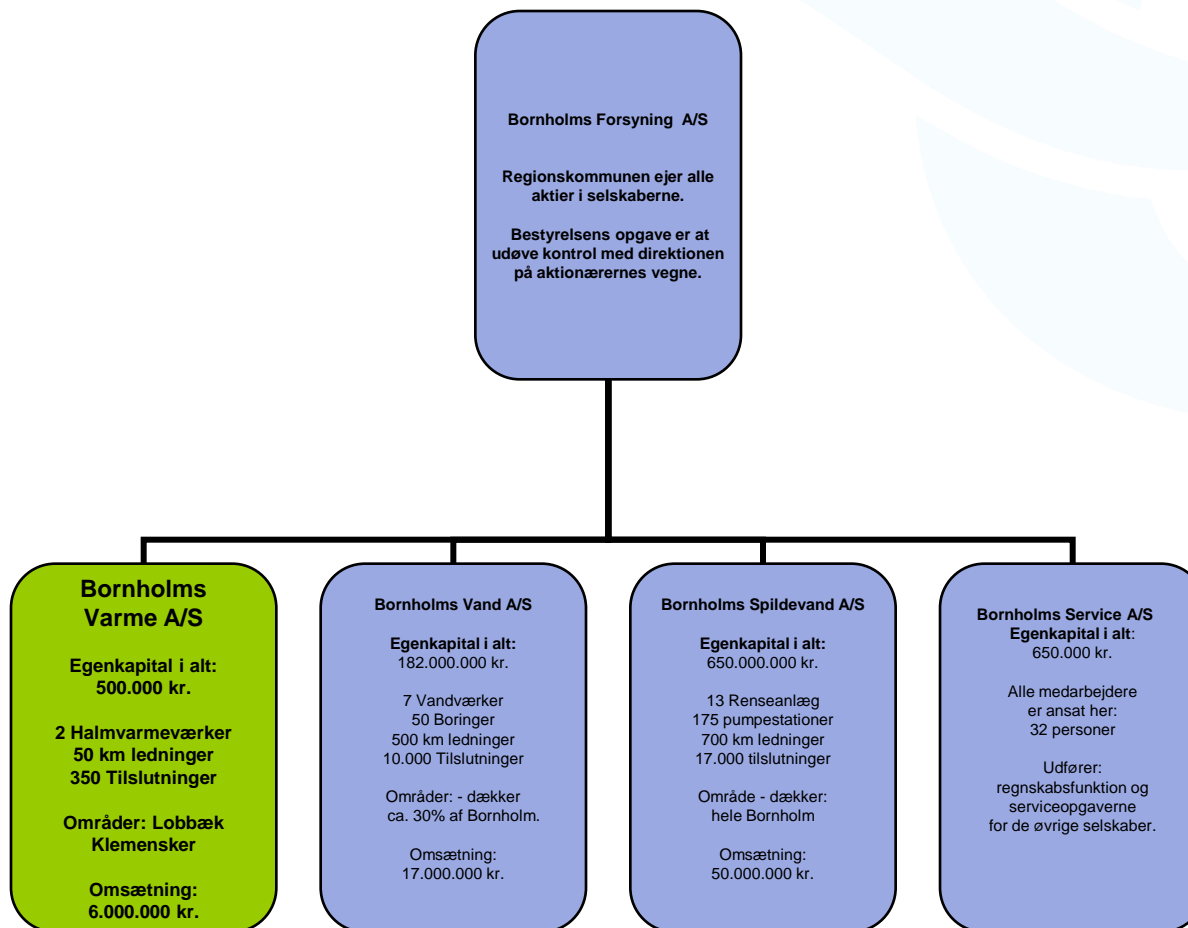 Bornholms Forsyning A/S
Regionskommunen ejer alle
aktier i selskaberne.
Bestyrelsens opgave er at
udøve kontrol med direktionen
på aktionærernes vegne.
Bornholms
Varme A/S
Egenkapital i alt:
500.000 kr.
2 Halmvarmeværker
50 km ledninger
350 Tilslutninger
Områder: Lobbæk
Klemensker
Omsætning:
6.000.000 kr.
Bornholms Vand A/S
Egenkapital i alt:
182.000.000 kr.
7 Vandværker
50 Boringer
500 km ledninger
10.000 Tilslutninger
Områder: - dækker
ca. 30% af Bornholm.
Omsætning:
17.000.000 kr.
Bornholms Spildevand A/S
Egenkapital i alt:
650.000.000 kr.
13 Renseanlæg
175 pumpestationer
700 km ledninger
17.000 tilslutninger
Område - dækker:
hele Bornholm
Omsætning:
50.000.000 kr.
Bornholms Service A/S
Egenkapital i alt:
650.000 kr.
Alle medarbejdere
er ansat her:
32 personer
Udfører:
regnskabsfunktion og
serviceopgaverne
for de øvrige selskaber.